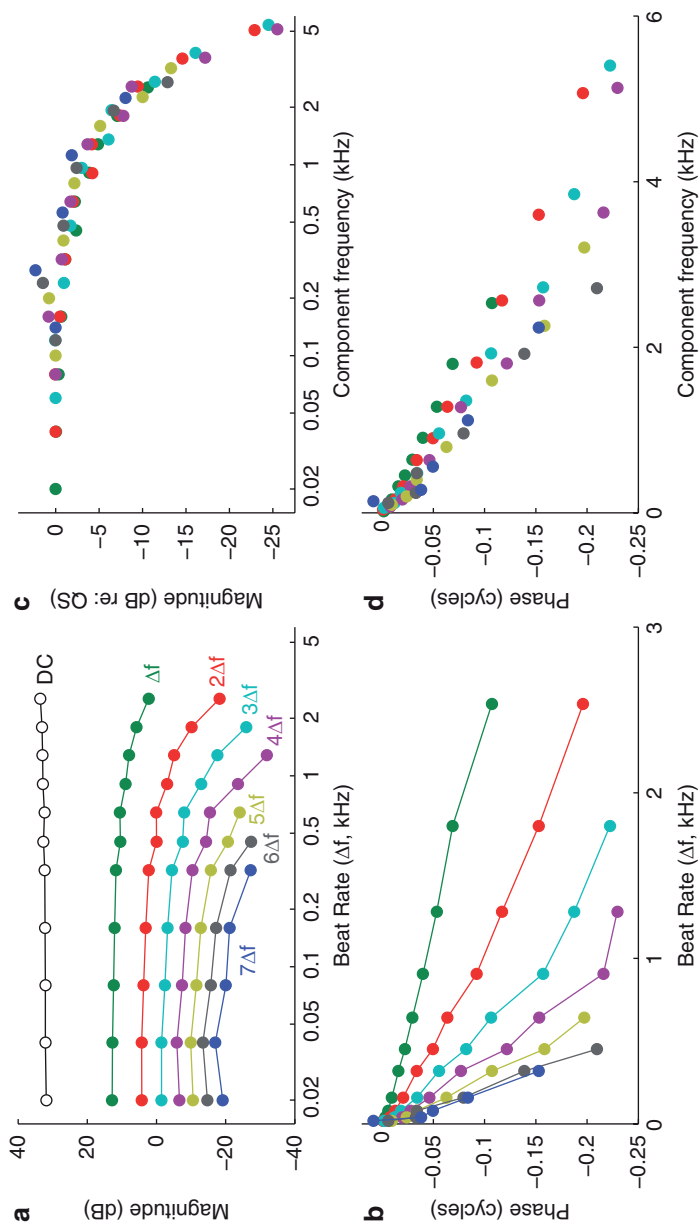 a
Magnitude (dB)
40
20
0
−20
−40
DC
Δf
2Δf
3Δf
4Δf
5Δf
6Δf
7Δf
0.02
0.05
0.1
0.2
0.5
1
2
5
Beat Rate (Δf, kHz)
b
Phase (cycles)
0
−0.05
−0.1
−0.15
−0.2
−0.25
0
1
2
3
Beat Rate (Δf, kHz)
c
Magnitude (dB re: QS)
0
−5
−10
−15
−20
−25
0.02
0.05
0.1
0.2
0.5
1
2
5
Component frequency (kHz)
d
Phase (cycles)
0
−0.05
−0.1
−0.15
−0.2
−0.25
0
2
4
6
Component frequency (kHz)